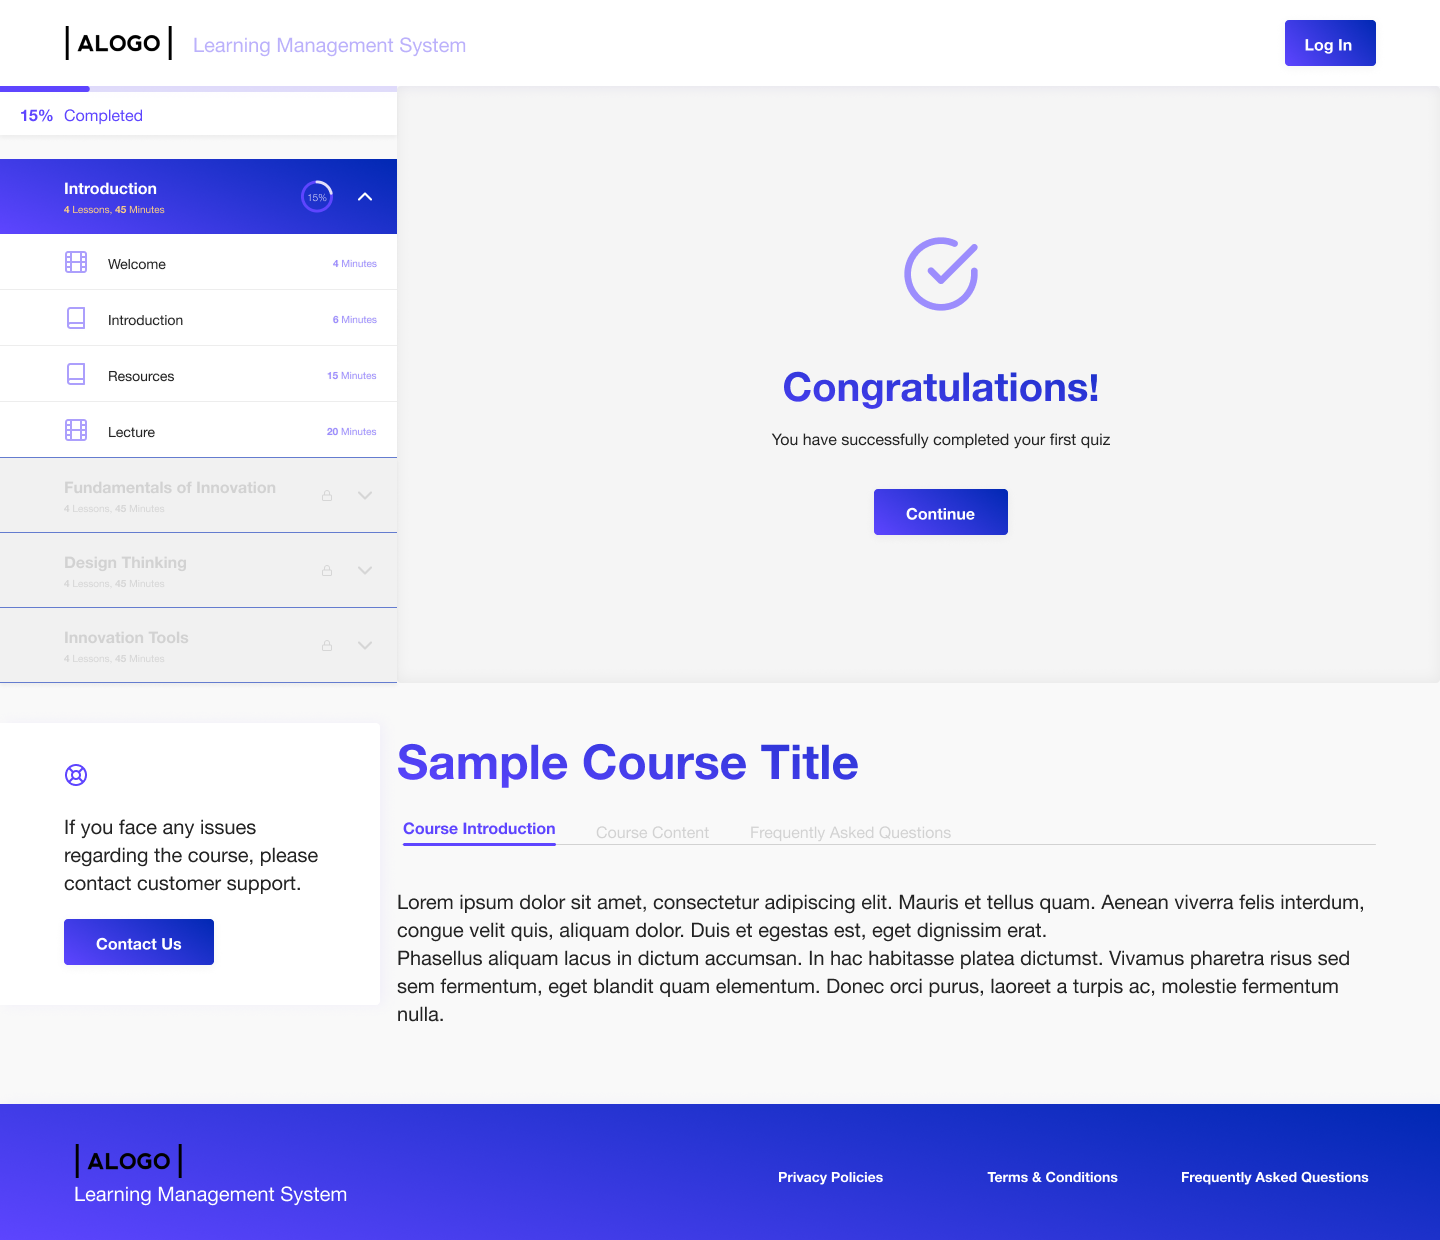 ALOGO
Learning Management System
Log In
15% Completed
Introduction
15%
4 Lessons, 45 Minutes
Welcome
4 Minutes
Introduction
6 Minutes
Resources
15 Minutes
Lecture
20 Minutes
Fundamentals of Innovation
4 Lessons, 45 Minutes
Design Thinking
4 Lessons, 45 Minutes
Innovation Tools
4 Lessons, 45 Minutes
Congratulations!
You have successfully completed your first quiz
Continue
If you face any issues
regarding the course, please
contact customer support.
Contact Us
Sample Course Title
Course Introduction
Course Content
Frequently Asked Questions
Lorem ipsum dolor sit amet, consectetur adipiscing elit. Mauris et tellus quam. Aenean viverra felis interdum,
congue velit quis, aliquam dolor. Duis et egestas est, eget dignissim erat.
Phasellus aliquam lacus in dictum accumsan. In hac habitasse platea dictumst. Vivamus pharetra risus sed
sem fermentum, eget blandit quam elementum. Donec orci purus, laoreet a turpis ac, molestie fermentum
nulla.
ALOGO
Learning Management System
Privacy Policies
Terms & Conditions
Frequently Asked Questions